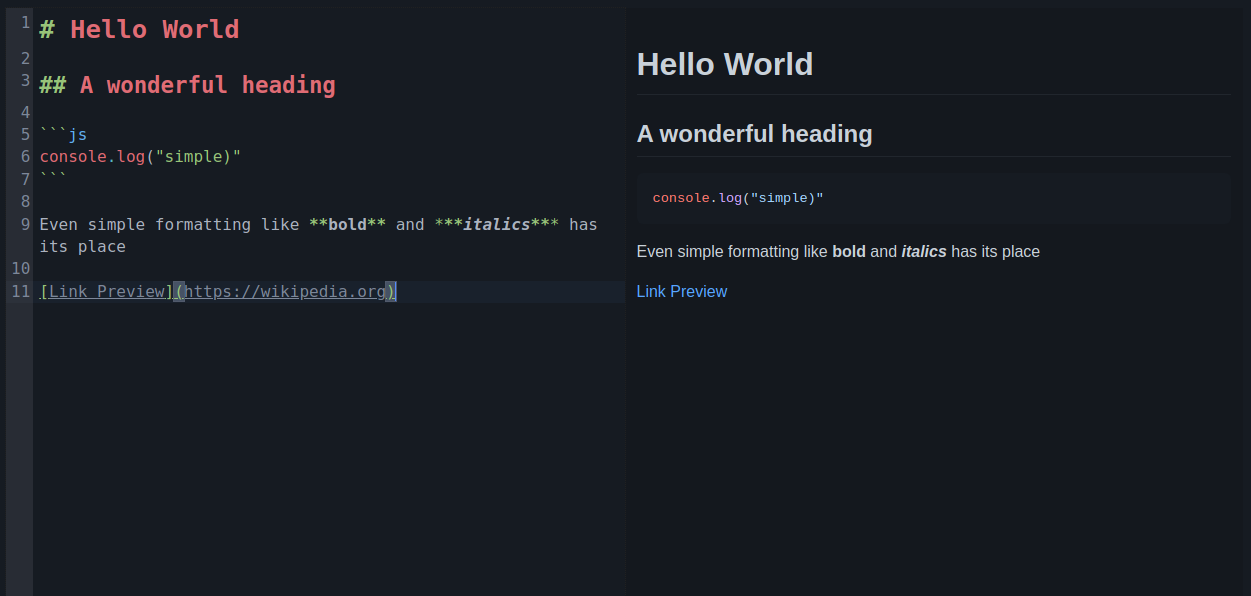 1 # Hello World
2
3 ## A wonderful heading
4
5 ```js
6 console.log("simple)"
7 ```
8
9 Even simple formatting like **bold** and ***italics*** has
its place
10
11 [Link Preview](https://wikipedia.org)
Hello World
A wonderful heading
console.log("simple)"
Even simple formatting like bold and italics has its place
Link Preview